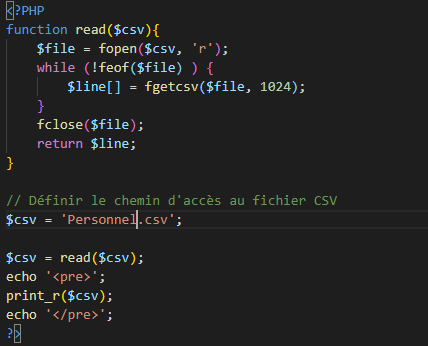 <?PHP
function read($csv){
    $file = fopen($csv, 'r');
    while (!feof($file) ) {
        $line[] = fgetcsv($file, 1024);
    }
    fclose($file);
    return $line;
}

// Définir le chemin d'accès au fichier CSV
$csv = 'Personnel.csv';

$csv = read($csv);
echo '<pre>';
print_r($csv);
echo '</pre>';
?>